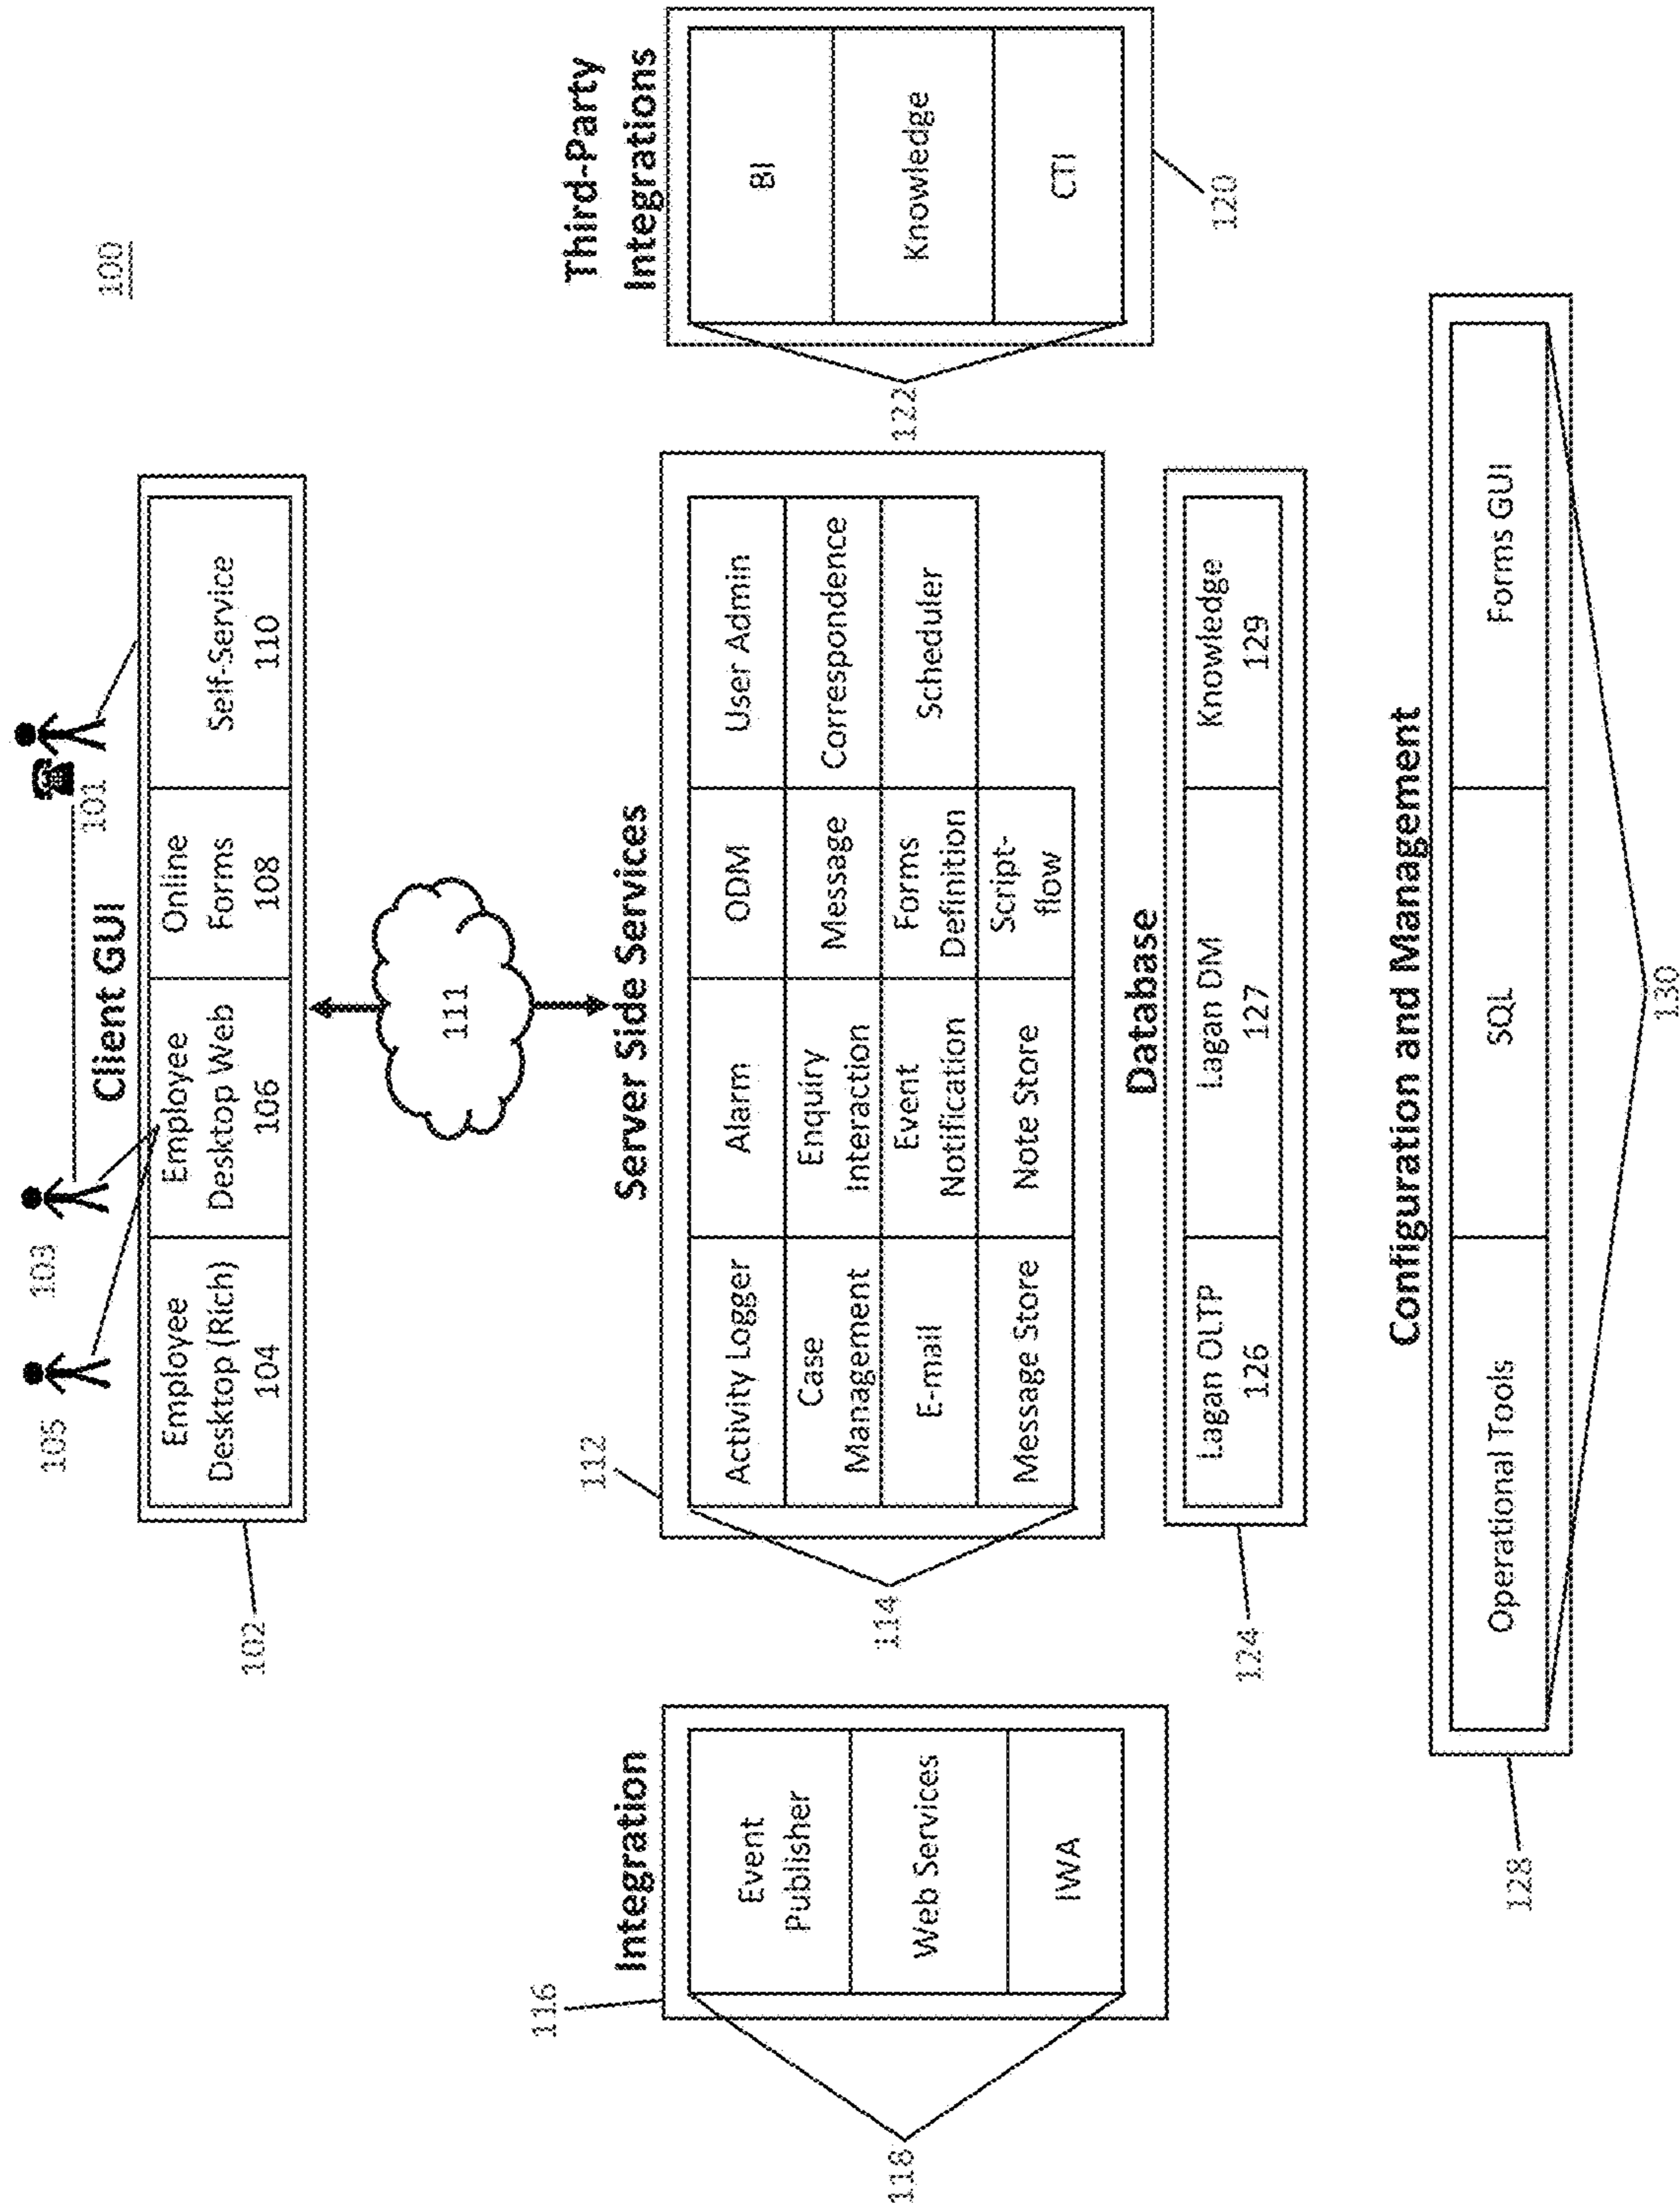 100
105
103
101
Client GUI
102
Employee
Desktop (Rich)
104
Employee
Desktop Web
106
Online
Forms
108
Self-Service
110
111
Integration
116
Event
Publisher
Web Services
IWA
118
Server Side Services
112
Activity Logger
Alarm
ODM
User Admin
Case
Management
Enquiry
Interaction
Message
Correspondence
E-mail
Event
Notification
Forms
Definition
Scheduler
Message Store
Note Store
Script-
flow
114
Third-Party
Integrations
BI
Knowledge
CTI
122
120
Database
124
Lagan OLTP
126
Lagan DM
127
Knowledge
129
Configuration and Management
128
Operational Tools
SQL
Forms GUI
130